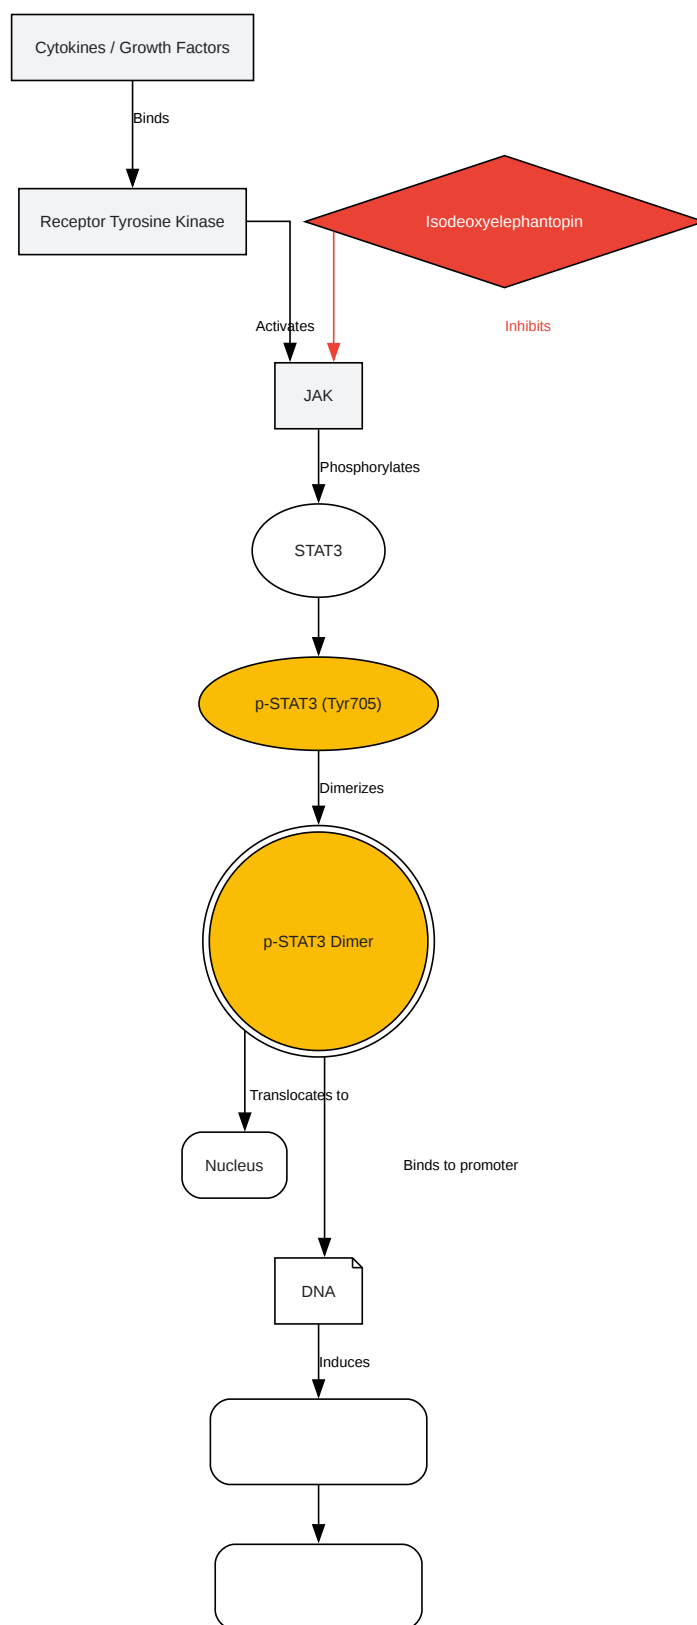 Cytokines / Growth Factors
Binds
Receptor Tyrosine Kinase
Isodeoxyelephantopin
Activates
Inhibits
JAK
Phosphorylates
STAT3
p-STAT3 (Tyr705)
Dimerizes
p-STAT3 Dimer
Translocates to
Nucleus
Binds to promoter
DNA
Induces